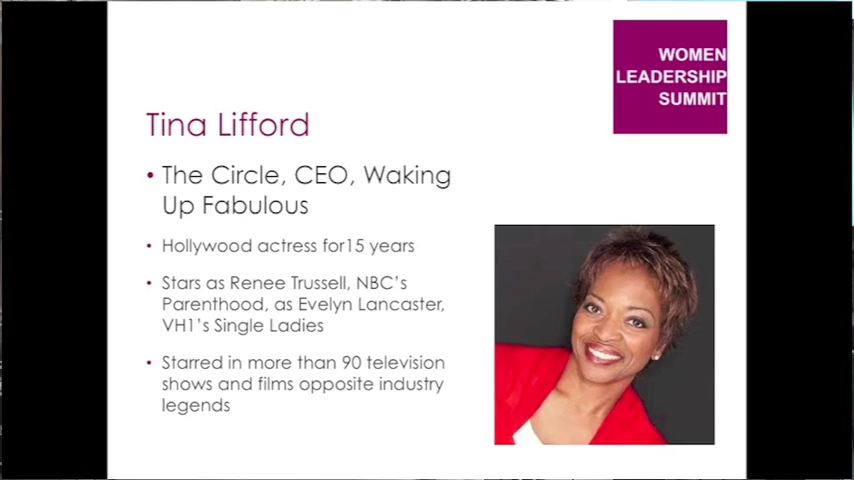 WOMEN
LEADERSHIP
SUMMIT
Tina Lifford
• The Circle, CEO, Waking
Up Fabulous
• Hollywood actress for15 years
• Stars as Renee Trussell, NBC's
Parenthood, as Evelyn Lancaster,
VH1's Single Ladies
• Starred in more than 90 television
shows and films opposite industry
legends